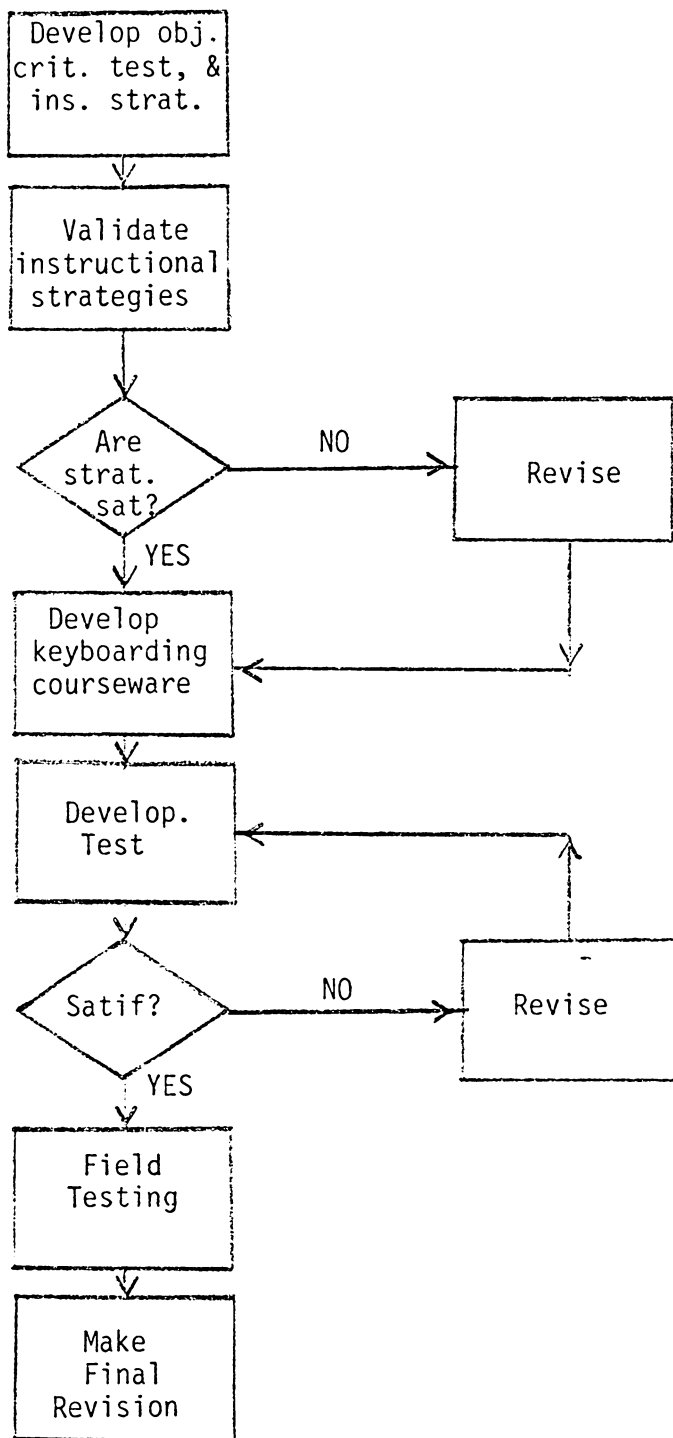 Develop obj.
crit. test, &
ins. strat.
Validate
instructional
strategies
Are
strat.
sat?
NO
Revise
YES
Develop
keyboarding
courseware
Develop.
Test
Satif?
NO
Revise
YES
Field
Testing
Make
Final
Revision